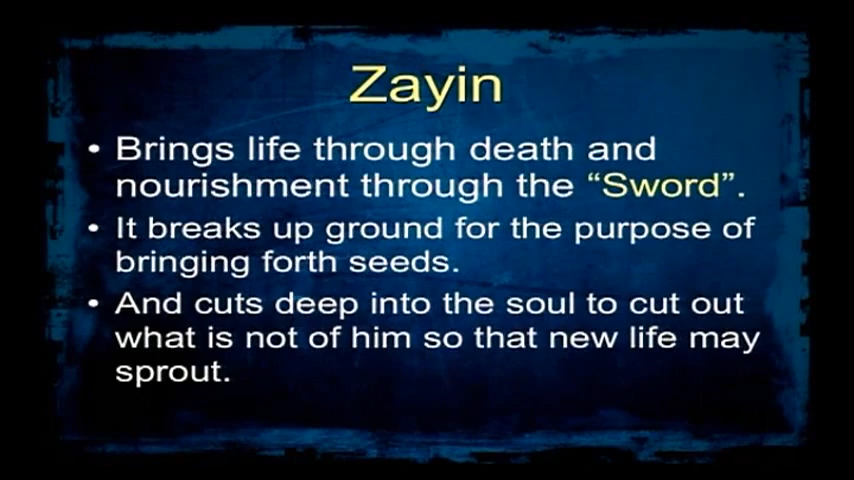 Zayin
• Brings life through death and
nourishment through the “Sword”.
• It breaks up ground for the purpose of
bringing forth seeds.
• And cuts deep into the soul to cut out
what is not of him so that new life may
sprout.